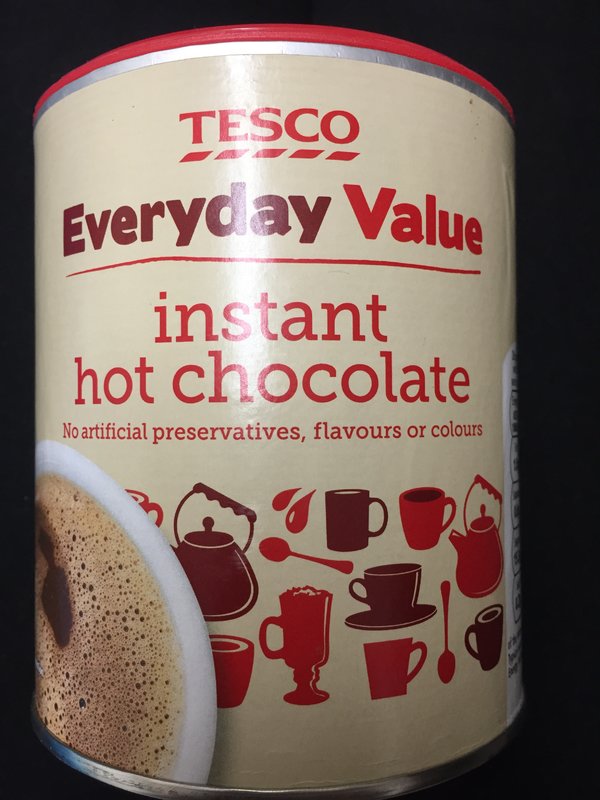 TESCO
Everyday Value
instant
hot chocolate
No artificial preservatives, flavours or colours